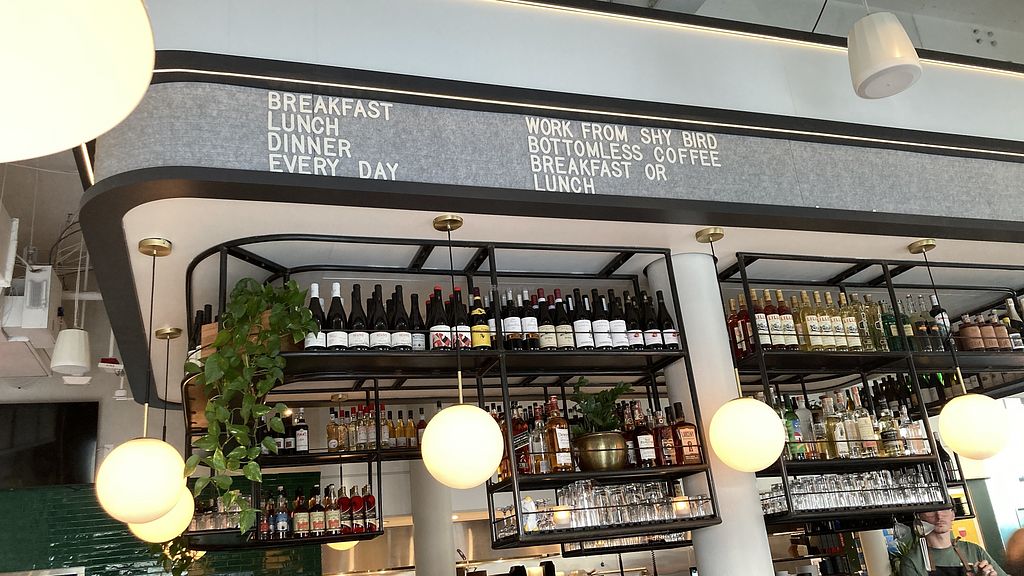 BREAKFAST
LUNCH
DINNER
EVERY DAY
WORK FROM SHY BIRD
BOTTOMLESS COFFEE
BREAKFAST OR
LUNCH